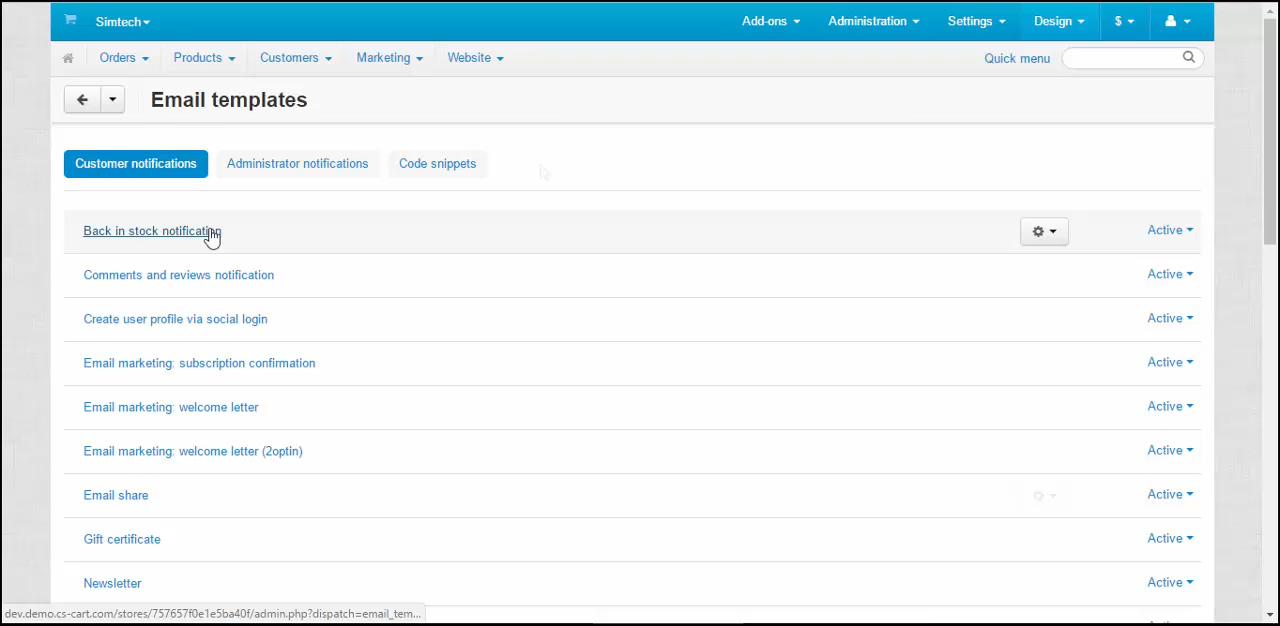 Simtech
Add-ons
Administration
Settings
Design
$
Orders
Products
Customers
Marketing
Website
Quick menu
Email templates
Customer notifications
Administrator notifications
Code snippets
Back in stock notification
Active
Comments and reviews notification
Active
Create user profile via social login
Active
Email marketing: subscription confirmation
Active
Email marketing: welcome letter
Active
Email marketing: welcome letter (2optin)
Active
Email share
Active
Gift certificate
Active
Newsletter
Active
dev.demo.cs-cart.com/stores/757657f0e1e5ba40f/admin.php?dispatch=email_tem...